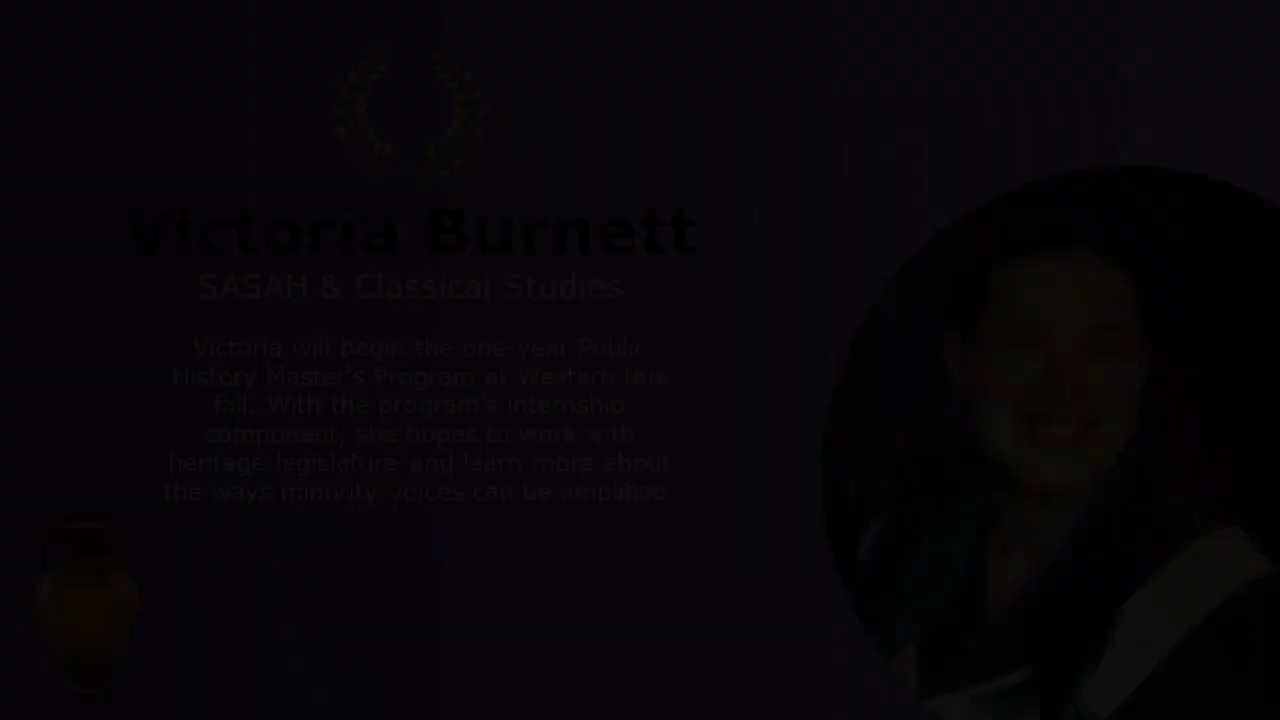 Victoria Burnett
SASAH & Classical Studies
Victoria will begin the one-year Public
History Master's Program at Western this
fall. With the program's internship
component, she hopes to work with
heritage legislature and learn more about
the ways minority voices can be amplified